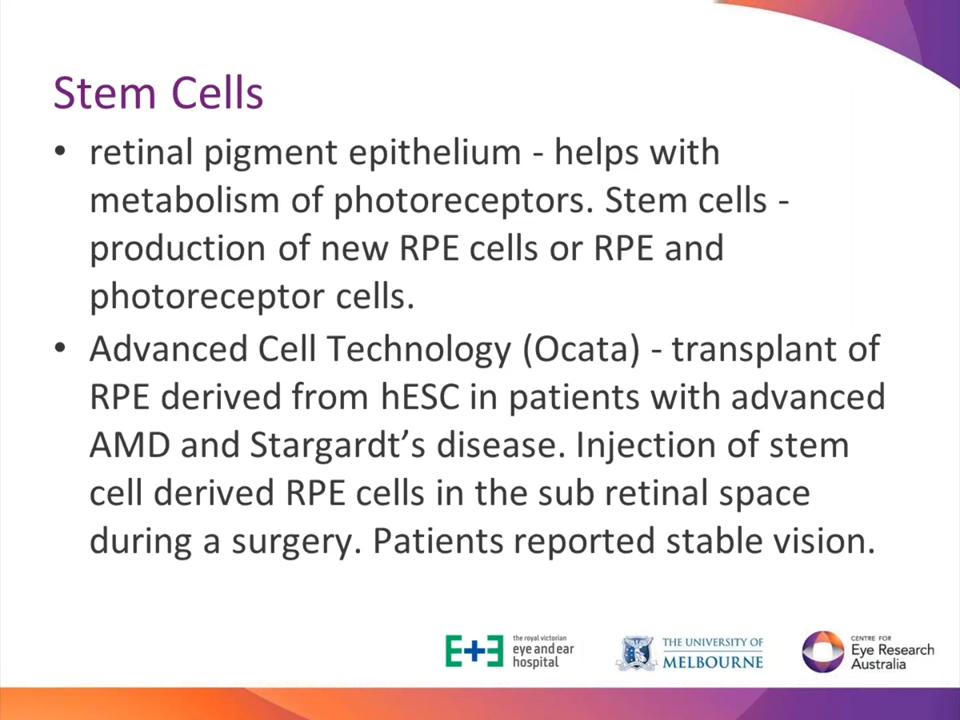 Stem Cells
• retinal pigment epithelium - helps with
metabolism of photoreceptors. Stem cells -
production of new RPE cells or RPE and
photoreceptor cells.
• Advanced Cell Technology (Ocata) - transplant of
RPE derived from hESC in patients with advanced
AMD and Stargardt’s disease. Injection of stem
cell derived RPE cells in the sub retinal space
during a surgery. Patients reported stable vision.
the royal victorian
eye and ear
hospital
THE UNIVERSITY OF
MELBOURNE
CENTRE FOR
Eye Research
Australia